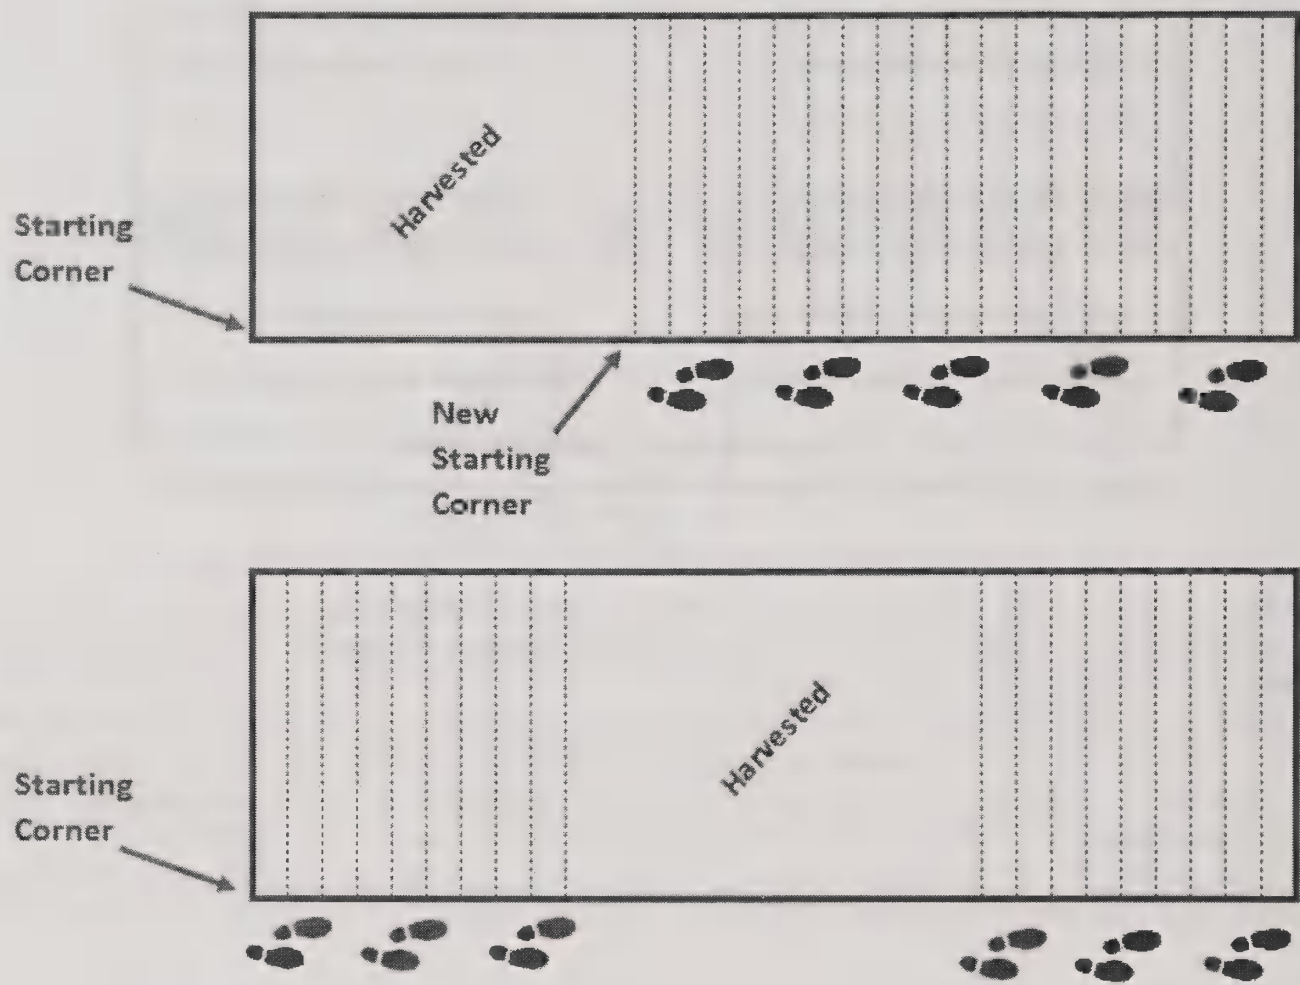 Harvested
Starting
Corner
New
Starting
Corner
Harvested
Starting
Corner